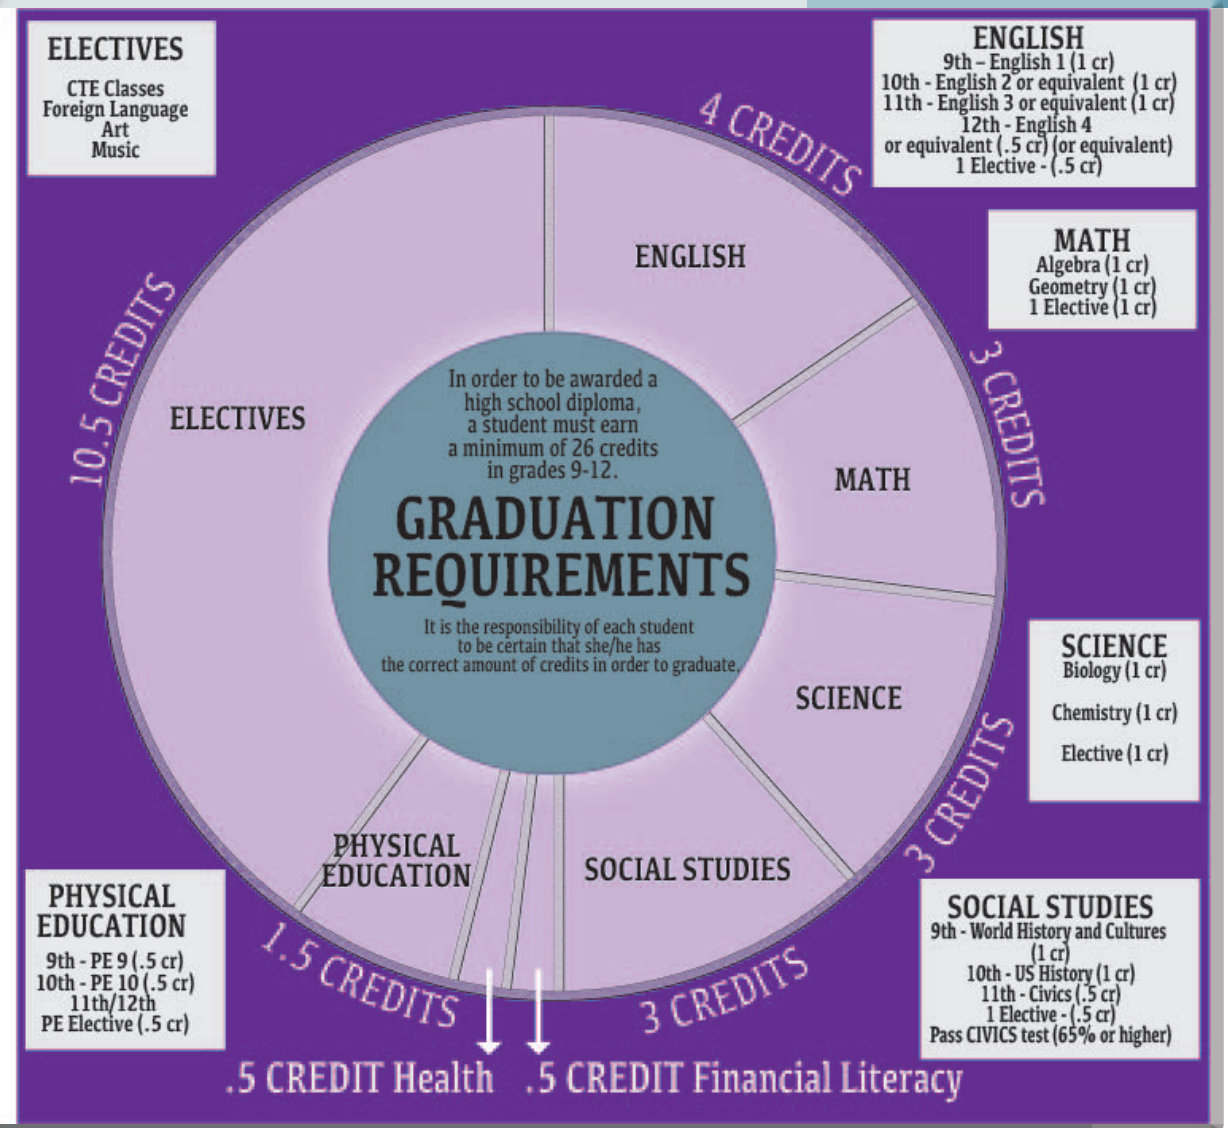 ELECTIVES
CTE Classes
Foreign Language
Art
Music
ENGLISH
9th – English 1 (1 cr)
10th - English 2 or equivalent (1 cr)
11th - English 3 or equivalent (1 cr)
12th - English 4
or equivalent (.5 cr) (or equivalent)
1 Elective - (.5 cr)
4 CREDITS
ENGLISH
MATH
Algebra (1 cr)
Geometry (1 cr)
1 Elective (1 cr)
3 CREDITS
MATH
10.5 CREDITS
ELECTIVES
In order to be awarded a
high school diploma,
a student must earn
a minimum of 26 credits
in grades 9-12.
GRADUATION
REQUIREMENTS
It is the responsibility of each student
to be certain that she/he has
the correct amount of credits in order to graduate.
SCIENCE
SCIENCE
Biology (1 cr)
Chemistry (1 cr)
Elective (1 cr)
3 CREDITS
PHYSICAL
EDUCATION
SOCIAL STUDIES
PHYSICAL
EDUCATION
9th - PE 9 (.5 cr)
10th - PE 10 (.5 cr)
11th/12th
PE Elective (.5 cr)
1.5 CREDITS
3 CREDITS
SOCIAL STUDIES
9th - World History and Cultures
(1 cr)
10th - US History (1 cr)
11th - Civics (.5 cr)
1 Elective - (.5 cr)
Pass CIVICS test (65% or higher)
.5 CREDIT Health
.5 CREDIT Financial Literacy